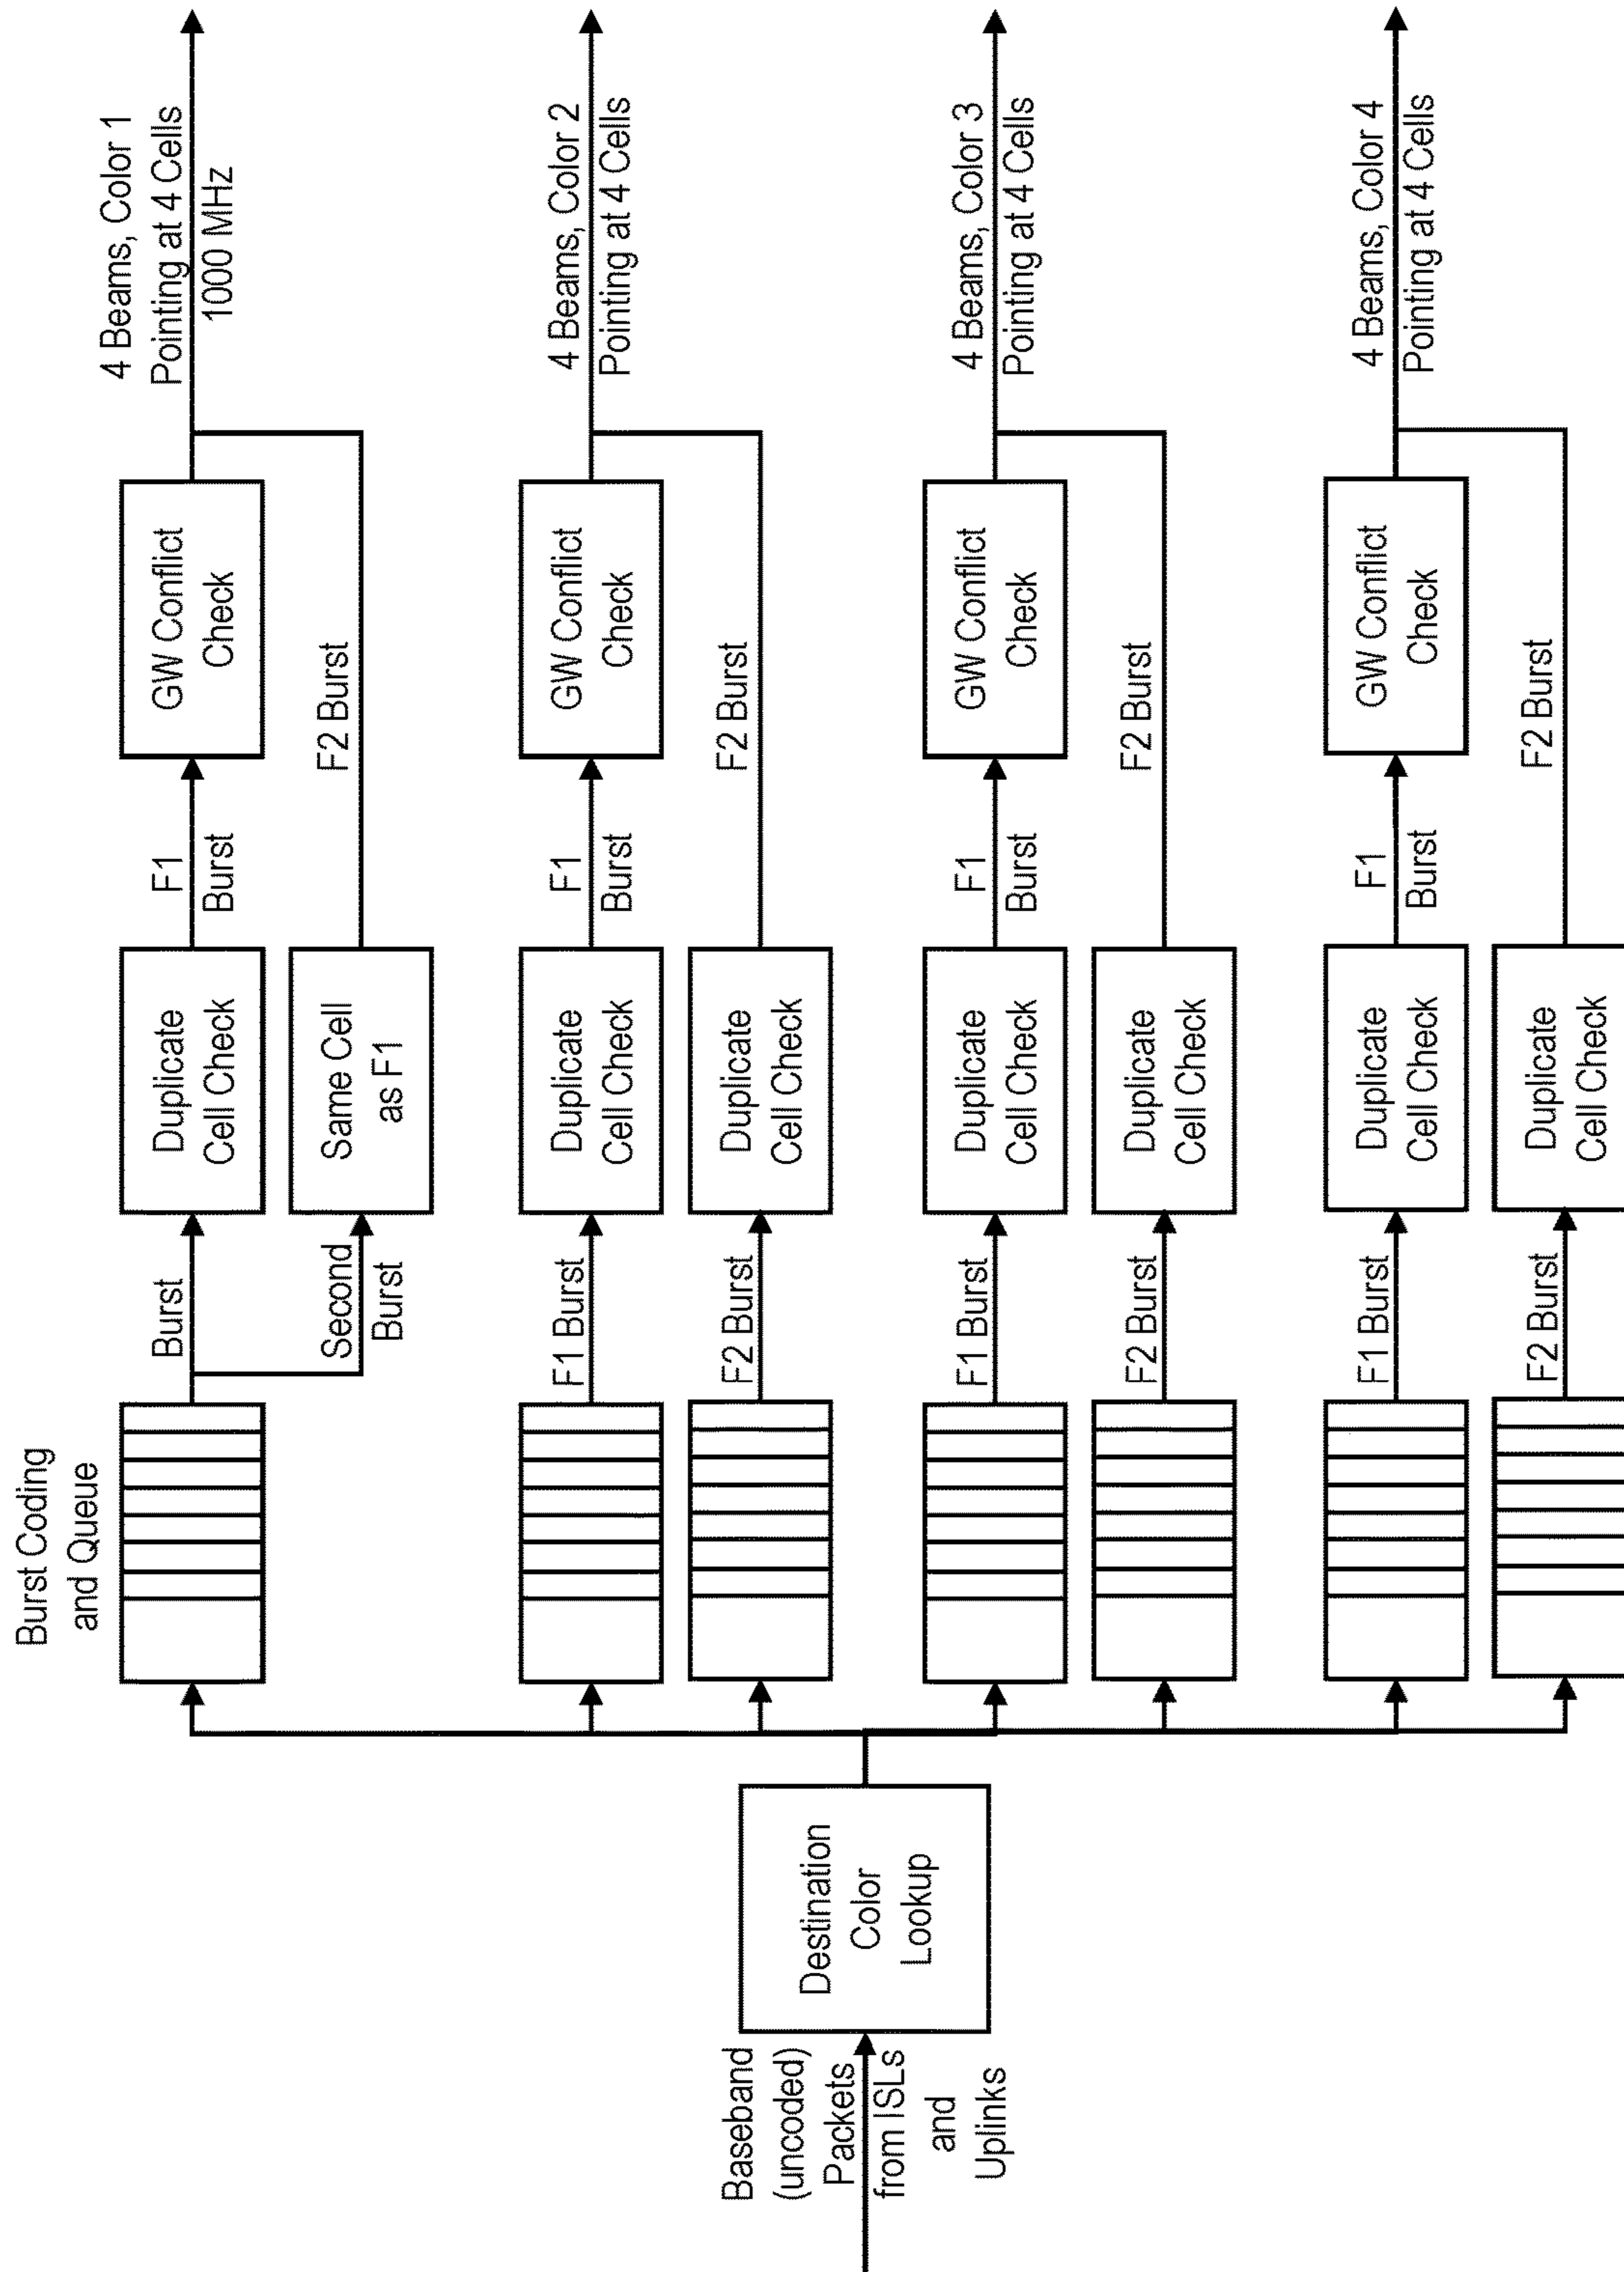 Baseband
(uncoded)
Packets
from ISLs
and
Uplinks
Destination
Color
Lookup
Burst Coding
and Queue
Burst
Second
Burst
Duplicate
Cell Check
Same Cell
as F1
F1
Burst
GW Conflict
Check
F2 Burst
4 Beams, Color 1
Pointing at 4 Cells
1000 MHz
F1 Burst
F2 Burst
Duplicate
Cell Check
Duplicate
Cell Check
F1
Burst
GW Conflict
Check
F2 Burst
4 Beams, Color 2
Pointing at 4 Cells
F1 Burst
F2 Burst
Duplicate
Cell Check
Duplicate
Cell Check
F1
Burst
GW Conflict
Check
F2 Burst
4 Beams, Color 3
Pointing at 4 Cells
F1 Burst
F2 Burst
Duplicate
Cell Check
Duplicate
Cell Check
F1
Burst
GW Conflict
Check
F2 Burst
4 Beams, Color 4
Pointing at 4 Cells